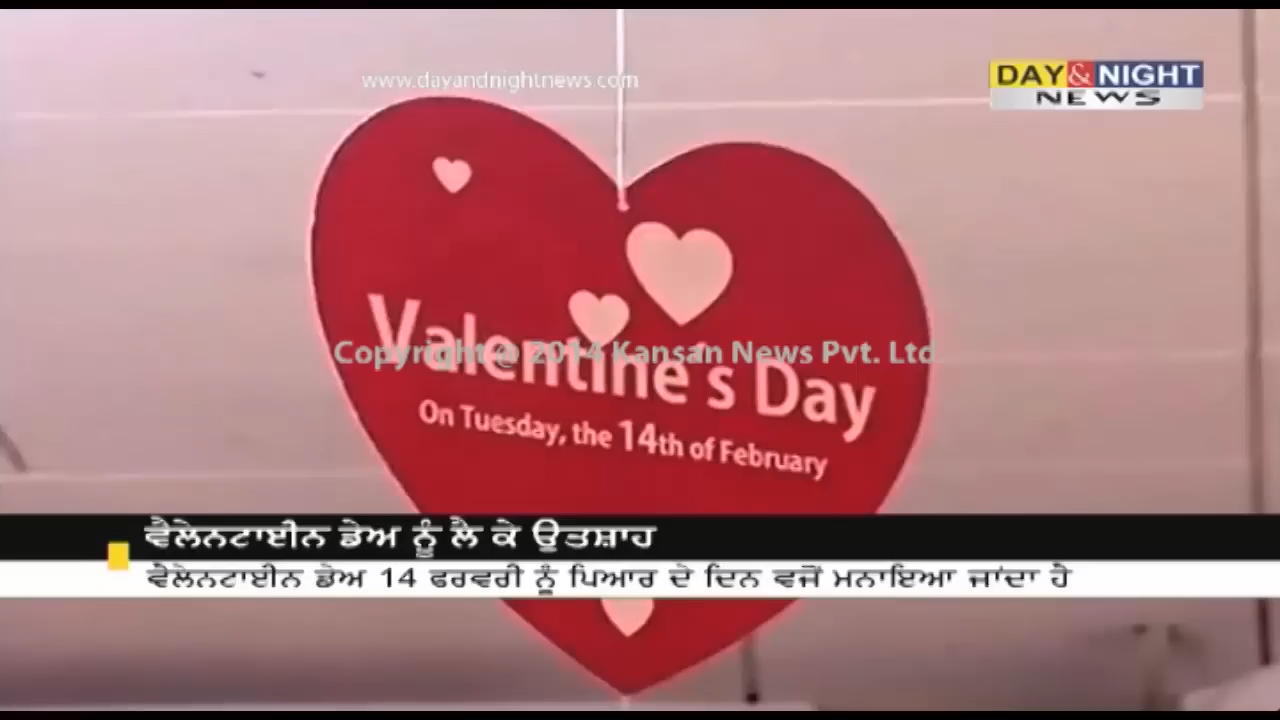 www.dayandnightnews.com
DAY & NIGHT
NEWS
Valentine's Day
Copyright @ 2014 Kansan News Pvt. Ltd
On Tuesday, the 14th of February
ਵੈਲੇਨਟਾਈਨ ਡੇਅ ਨੂੰ ਲੈ ਕੇ ਉਤਸ਼ਾਹ
ਵੈਲੇਨਟਾਈਨ ਡੇਅ 14 ਫਰਵਰੀ ਨੂੰ ਪਿਆਰ ਦੇ ਦਿਨ ਵਜੋਂ ਮਨਾਇਆ ਜਾਂਦਾ ਹੈ